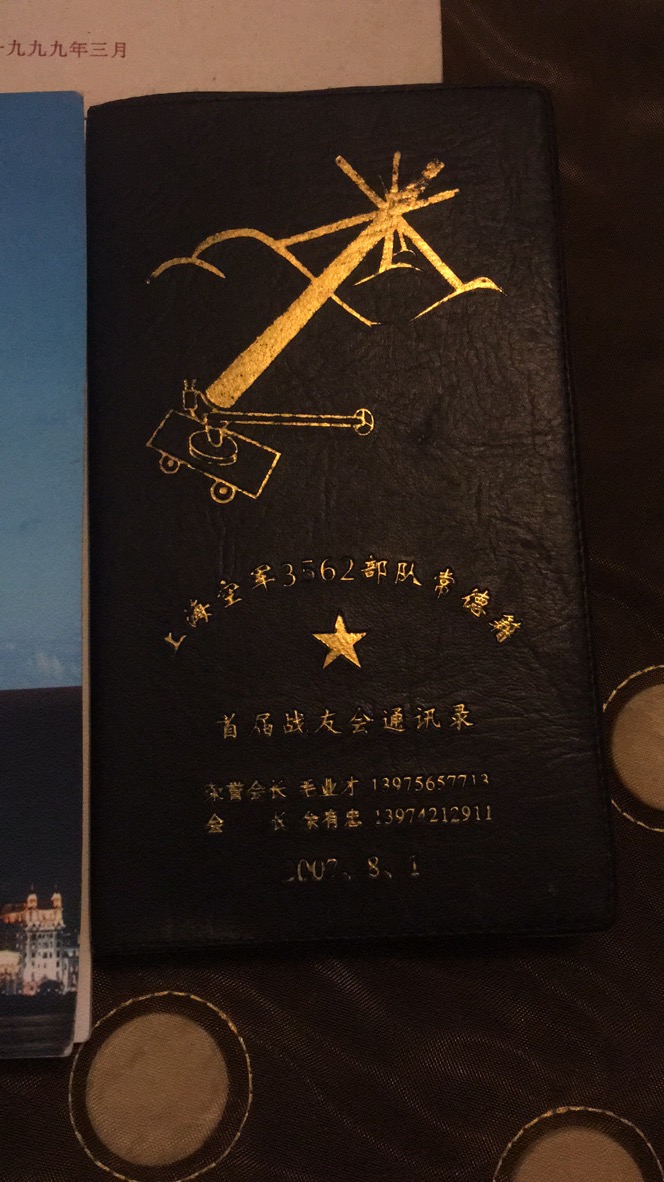 一九九九年三月
上海空军3562部队常德籍
首届战友会通讯录
荣誉会长 毛业才 13975657713
会 长 有忠 13974212911
2007、8、1